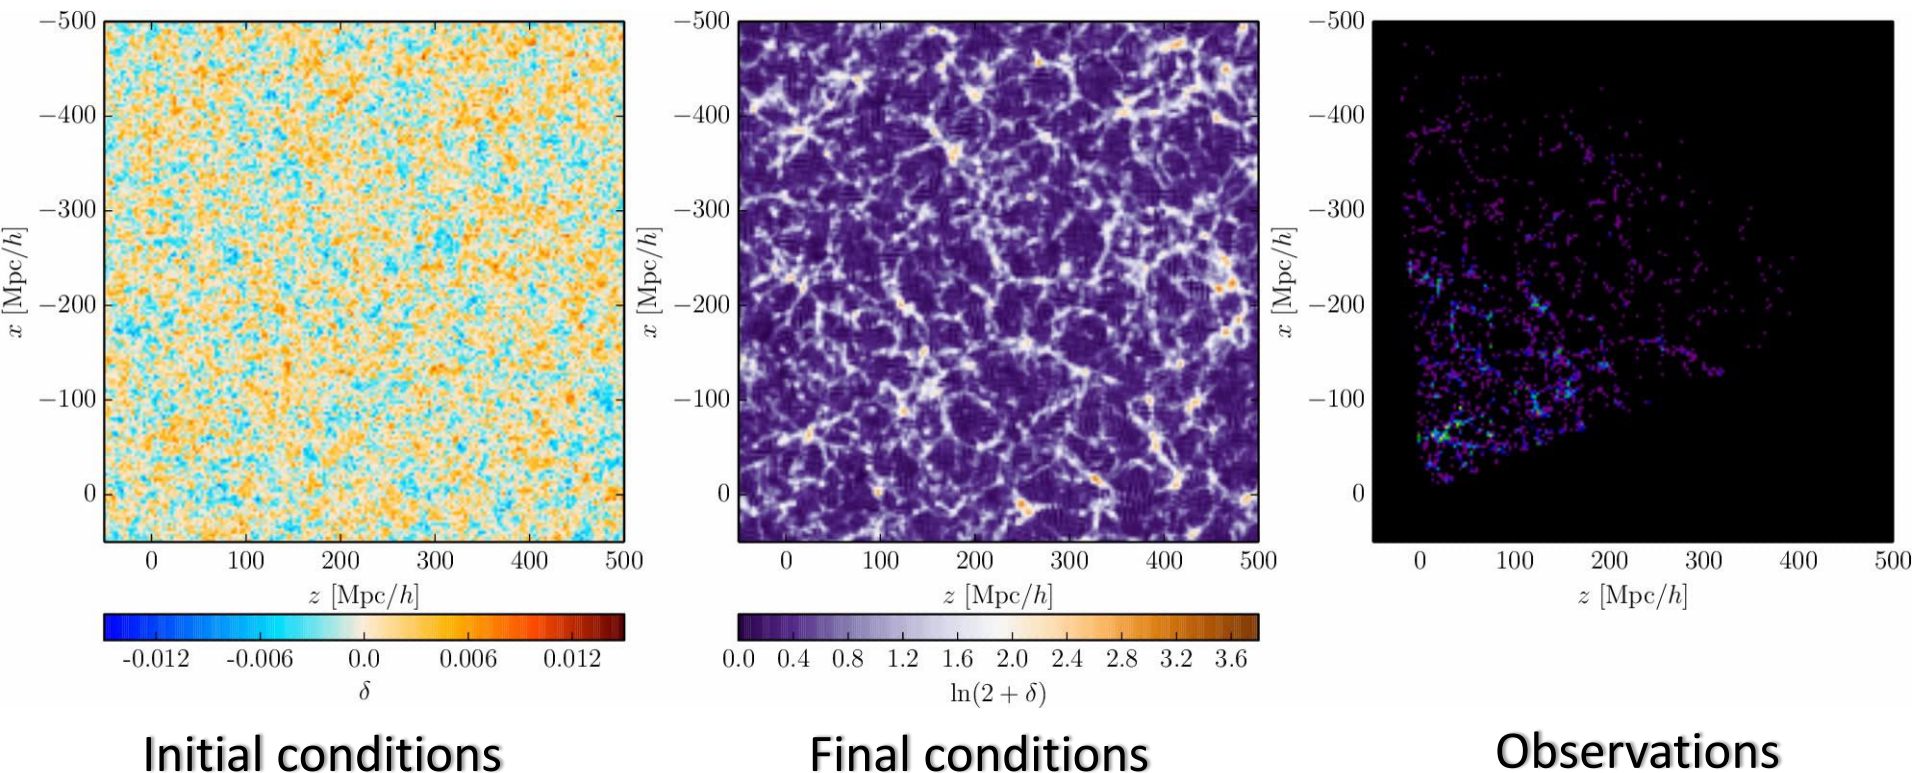 −500
−400
−300
−200
−100
0
x [Mpc/h]
0 100 200 300 400 500
z [Mpc/h]
-0.012 -0.006 0.0 0.006 0.012
δ
Initial conditions
−500
−400
−300
−200
−100
0
x [Mpc/h]
0 100 200 300 400 500
z [Mpc/h]
0.0 0.4 0.8 1.2 1.6 2.0 2.4 2.8 3.2 3.6
ln(2 + δ)
Final conditions
−500
−400
−300
−200
−100
0
x [Mpc/h]
0 100 200 300 400 500
z [Mpc/h]
Observations